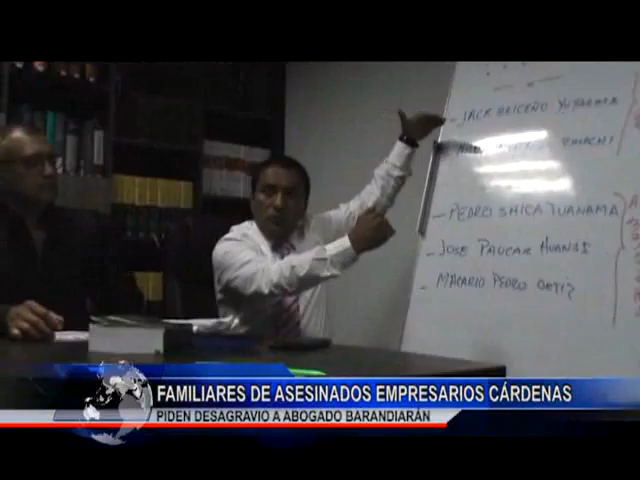 - JACK BRICEÑO
- PEDRO SHICA TUANAMA
- JOSE PAUCAR HUANSI
- MACARIO PEDRO ORTIZ
FAMILIARES DE ASESINADOS EMPRESARIOS CÁRDENAS
PIDEN DESAGRAVIO A ABOGADO BARANDIARÁN